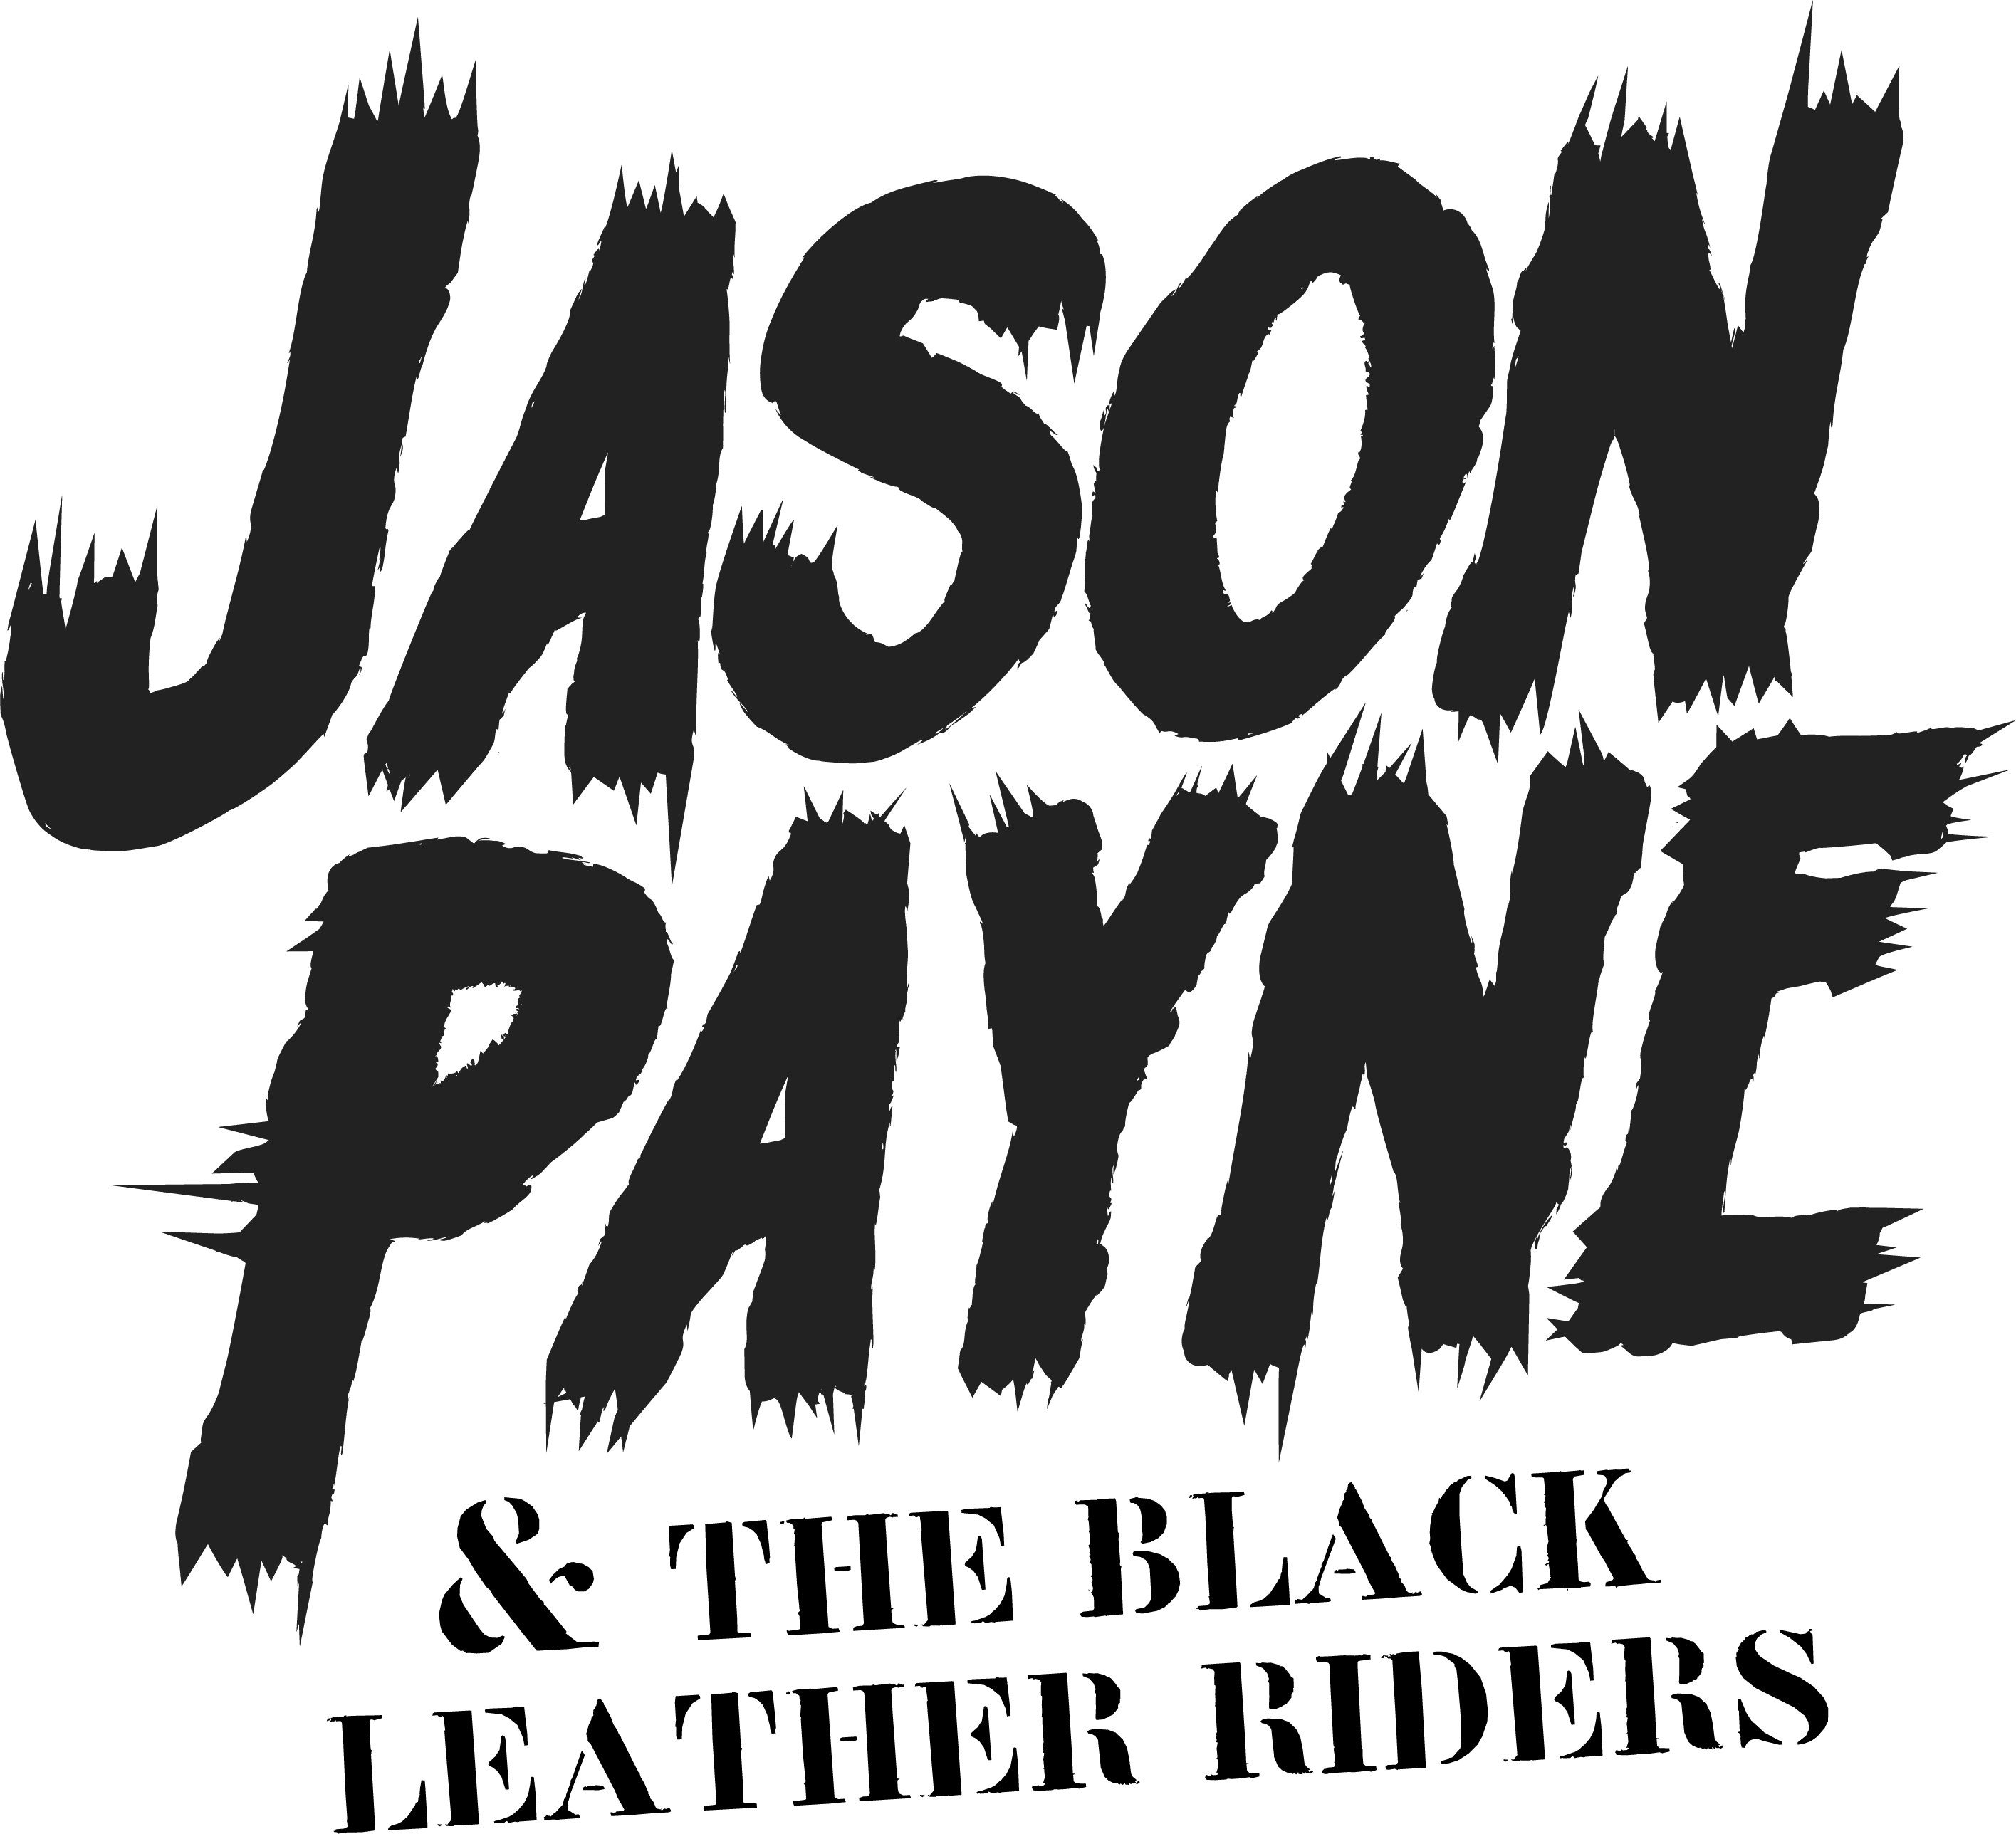 JASON
PAYNE
& THE BLACK
LEATHER RIDERS